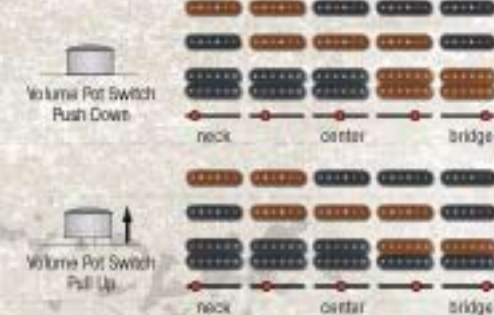 Volume Pot Switch
Push Down
neck center bridge
Volume Pot Switch
Pull Up
neck center bridge